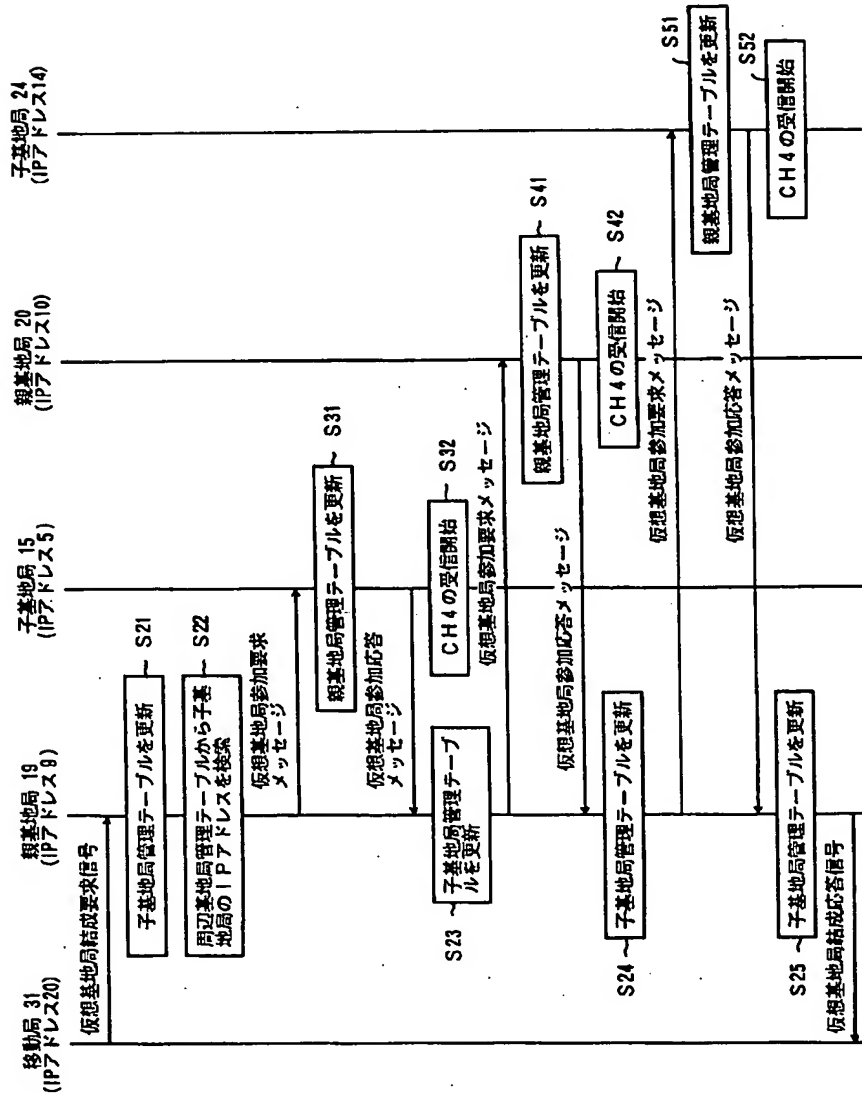 移動局 31
(IPアドレス20)
親基地局 19
(IPアドレス 9)
子基地局 15
(IPアドレス 5)
親基地局 20
(IPアドレス10)
子基地局 24
(IPアドレス14)
仮想基地局結成要求信号
子基地局管理テーブルを更新
S21
周辺基地局管理テーブルから子基
地局のIPアドレスを検索
S22
仮想基地局参加要求
メッセージ
親基地局管理テーブルを更新
S31
仮想基地局参加応答
メッセージ
CH4の受信開始
S32
子基地局管理テーブ
ルを更新
S23
仮想基地局参加要求メッセージ
親基地局管理テーブルを更新
S41
仮想基地局参加応答メッセージ
CH4の受信開始
S42
子基地局管理テーブルを更新
S24
仮想基地局参加要求メッセージ
親基地局管理テーブルを更新
S51
仮想基地局参加応答メッセージ
CH4の受信開始
S52
子基地局管理テーブルを更新
S25
仮想基地局結成応答信号